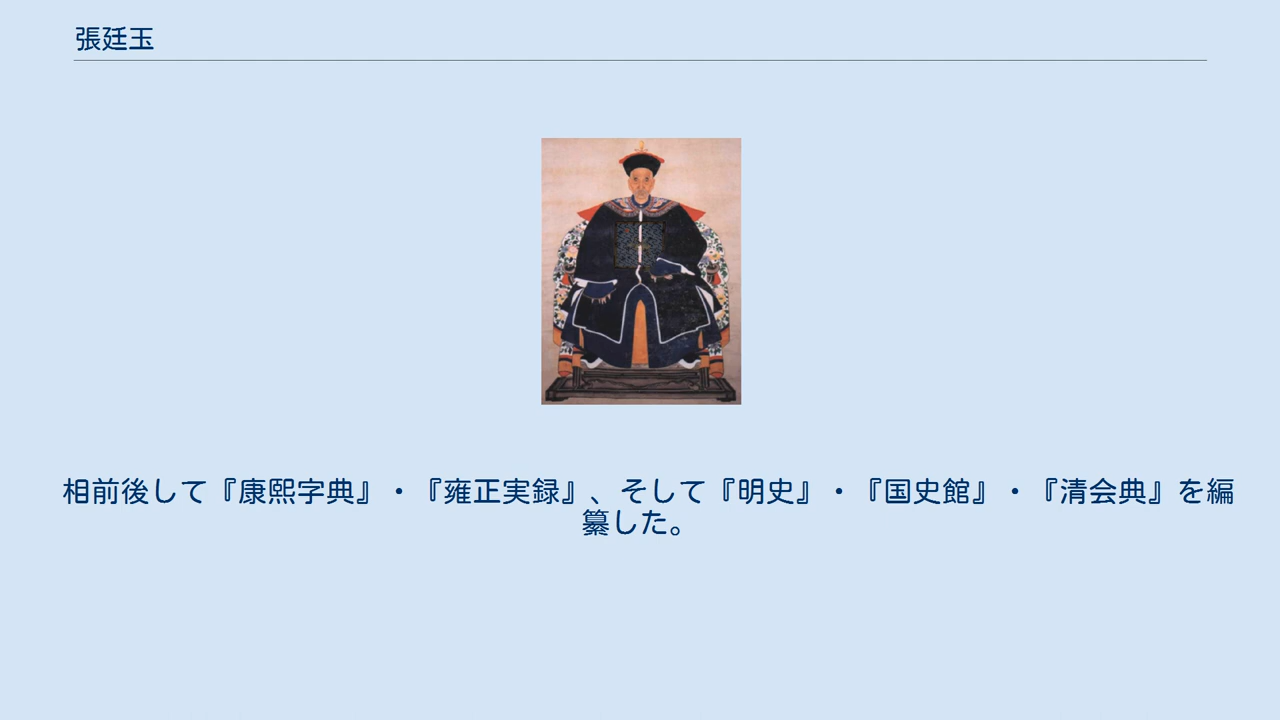 張廷玉
相前後して『康熙字典』・『雍正実録』、そして『明史』・『国史館』・『清会典』を編
纂した。